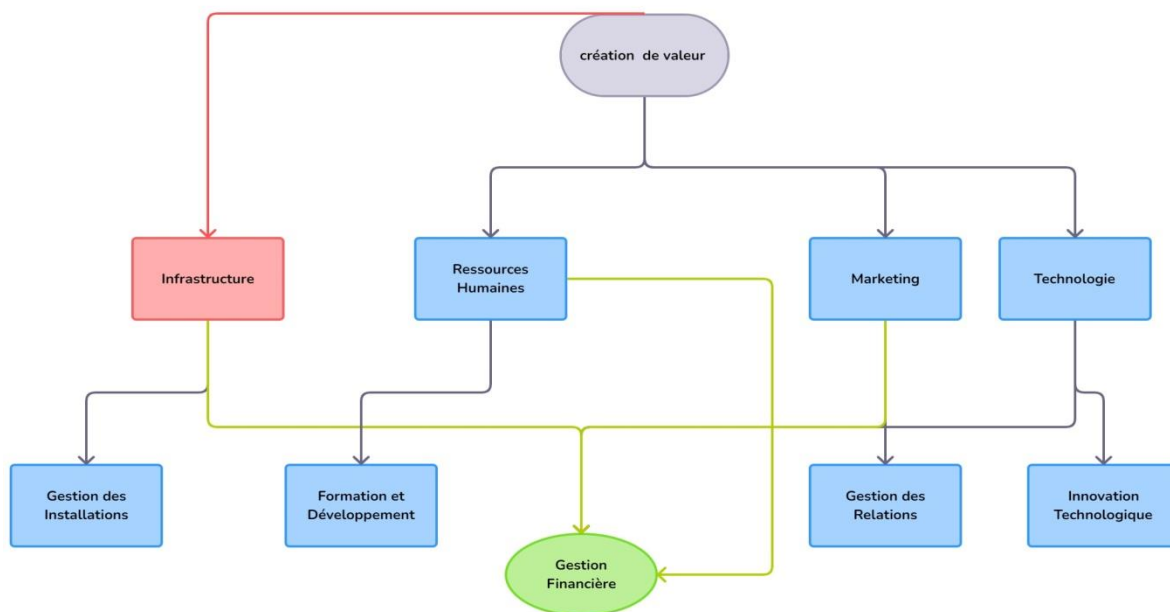 création de valeur
Infrastructure
Ressources
Humaines
Marketing
Technologie
Gestion des
Installations
Formation et
Développement
Gestion des
Relations
Innovation
Technologique
Gestion
Financière